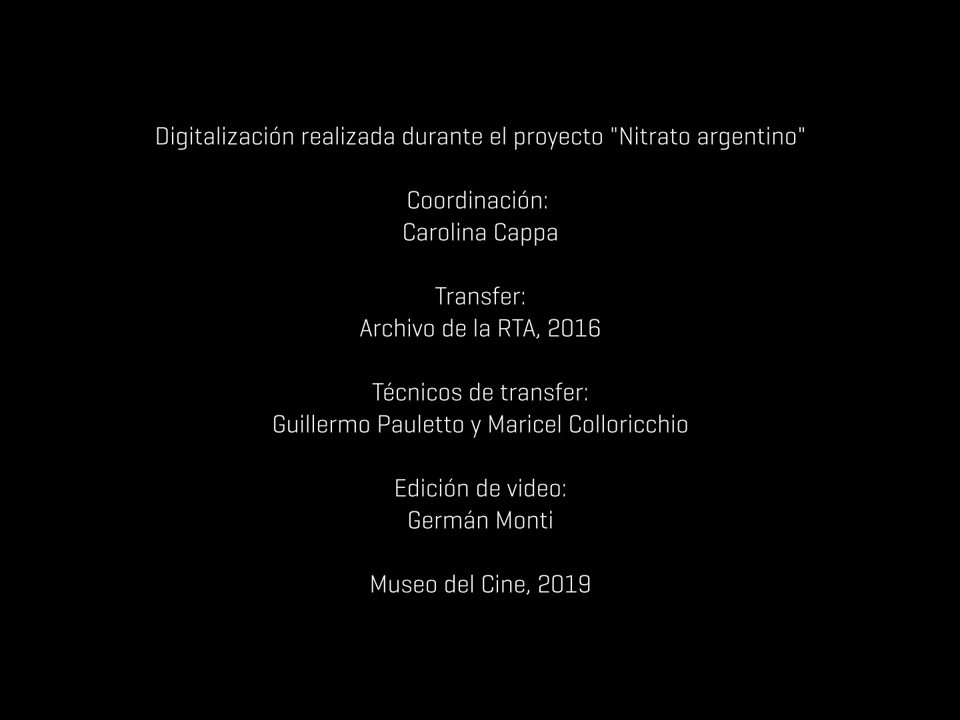 Digitalización realizada durante el proyecto "Nitrato argentino"
Coordinación:
Carolina Cappa
Transfer:
Archivo de la RTA, 2016
Técnicos de transfer:
Guillermo Pauletto y Maricel Colloricchio
Edición de video:
Germán Monti
Museo del Cine, 2019